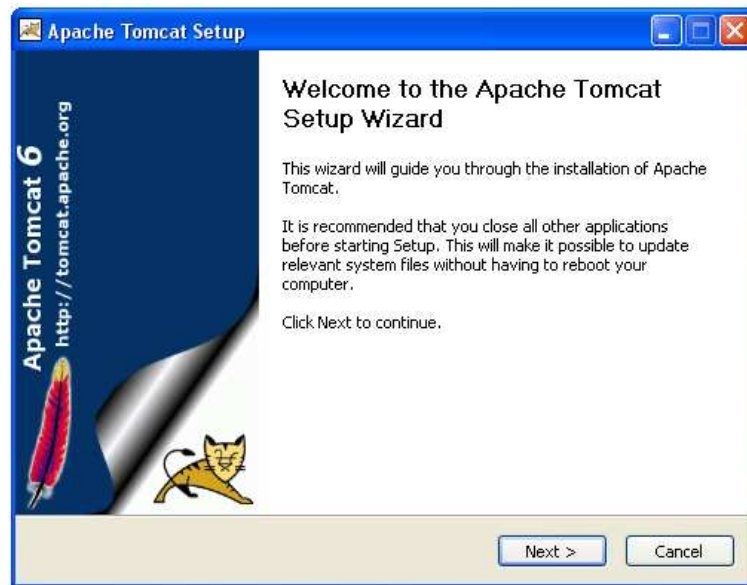 Apache Tomcat Setup
Apache Tomcat 6
http://tomcat.apache.org
Welcome to the Apache Tomcat
Setup Wizard
This wizard will guide you through the installation of Apache
Tomcat.
It is recommended that you close all other applications
before starting Setup. This will make it possible to update
relevant system files without having to reboot your
computer.
Click Next to continue.
Next >
Cancel